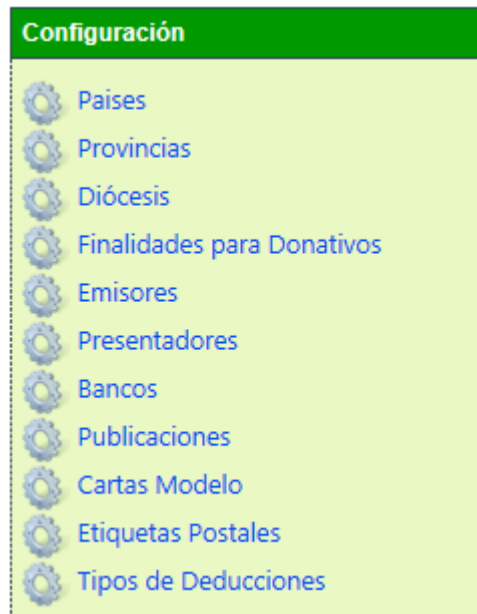 Configuración
Paises
Provincias
Diócesis
Finalidades para Donativos
Emisores
Presentadores
Bancos
Publicaciones
Cartas Modelo
Etiquetas Postales
Tipos de Deducciones